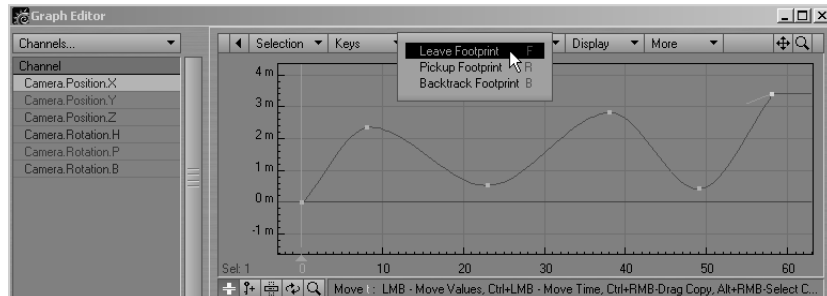 Graph Editor
Channels...
Selection Keys Display More
Leave Footprint F
Pickup Footprint R
Backtrack Footprint B
Channel
Camera.Position.X
Camera.Position.Y
Camera.Position.Z
Camera.Rotation.H
Camera.Rotation.P
Camera.Rotation.B
4 m
3 m
2 m
1 m
0 m
-1 m
Sel: 1 0 10 20 30 40 50 60
Move : LMB - Move Values, Ctrl+LMB - Move Time, Ctrl+RMB-Drag Copy, Alt+RMB-Select C...